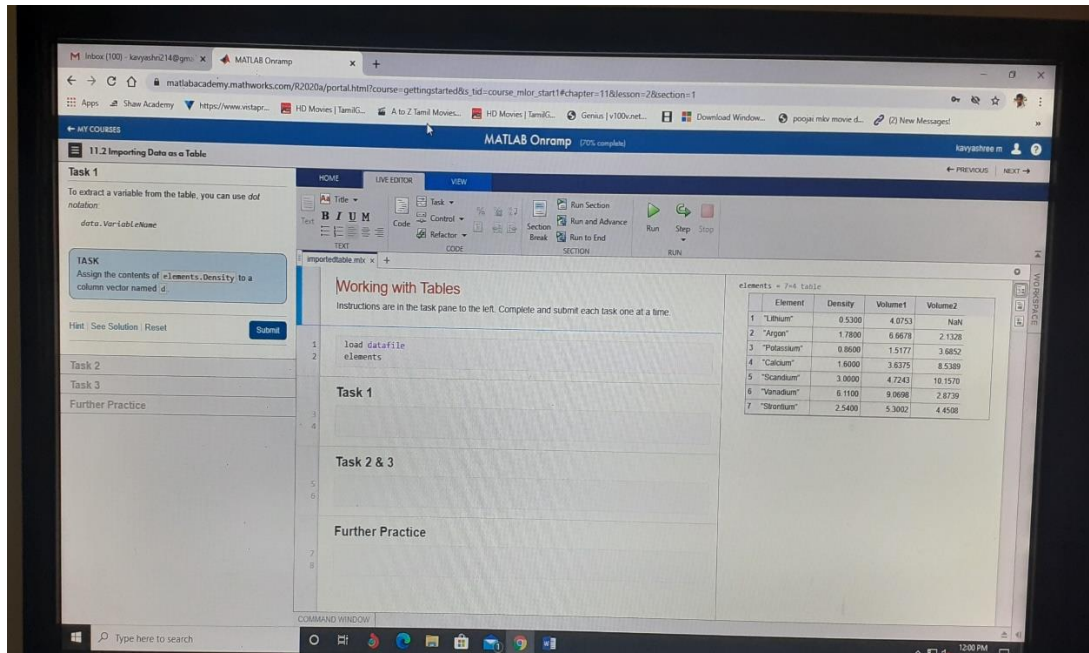 Inbox (100) - kavyashri214@gm X
MATLAB Onramp X +
matlabacademy.mathworks.com/R2020a/portal.html?course=gettingstarted&s_tid=course_mlor_start1#chapter=11&lesson=2&section=1
Apps Shaw Academy https://www.vistapr... HD Movies | TamilG... A to Z Tamil Movies... HD Movies | TamilG... Genius | v100v.net... Download Window... poojai mkv movie d... (2) New Messages! »
← MY COURSES
MATLAB Onramp (70% complete)
kavyashree m
11.2 Importing Data as a Table
← PREVIOUS NEXT →
Task 1
To extract a variable from the table, you can use dot
notation:
data.VariableName
TASK
Assign the contents of elements.Density to a
column vector named d.
Hint | See Solution | Reset
Submit
Task 2
Task 3
Further Practice
HOME LIVE EDITOR VIEW
Text
Aa Title
B I U M
TEXT
Code
Task
Control
Refactor
CODE
Section
Break
Run Section
Run and Advance
Run to End
SECTION
Run Step Stop
RUN
importedtable.mlx × +
Working with Tables
Instructions are in the task pane to the left. Complete and submit each task one at a time.
1 load datafile
2 elements
Task 1
3
4
Task 2 & 3
5
6
Further Practice
7
8
COMMAND WINDOW
elements = 7×4 table
Element Density Volume1 Volume2
1 "Lithium" 0.5300 4.0753 NaN
2 "Argon" 1.7800 6.6678 2.1328
3 "Potassium" 0.8600 1.5177 3.6852
4 "Calcium" 1.6000 3.6375 8.5389
5 "Scandium" 3.0000 4.7243 10.1570
6 "Vanadium" 6.1100 9.0698 2.8739
7 "Strontium" 2.5400 5.3002 4.4508
WORKSPACE
Type here to search
12:00 PM